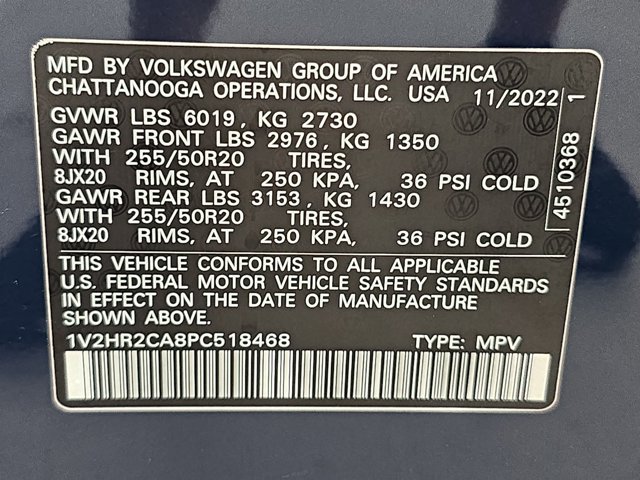 MFD BY VOLKSWAGEN GROUP OF AMERICA
CHATTANOOGA OPERATIONS, LLC. USA 11/2022
GVWR LBS 6019, KG 2730
GAWR FRONT LBS 2976, KG 1350
WITH 255/50R20 TIRES,
8JX20 RIMS, AT 250 KPA, 36 PSI COLD
GAWR REAR LBS 3153, KG 1430
WITH 255/50R20 TIRES,
8JX20 RIMS, AT 250 KPA, 36 PSI COLD
4510368 1
THIS VEHICLE CONFORMS TO ALL APPLICABLE
U.S. FEDERAL MOTOR VEHICLE SAFETY STANDARDS
IN EFFECT ON THE DATE OF MANUFACTURE
SHOWN ABOVE.
1V2HR2CA8PC518468 TYPE: MPV